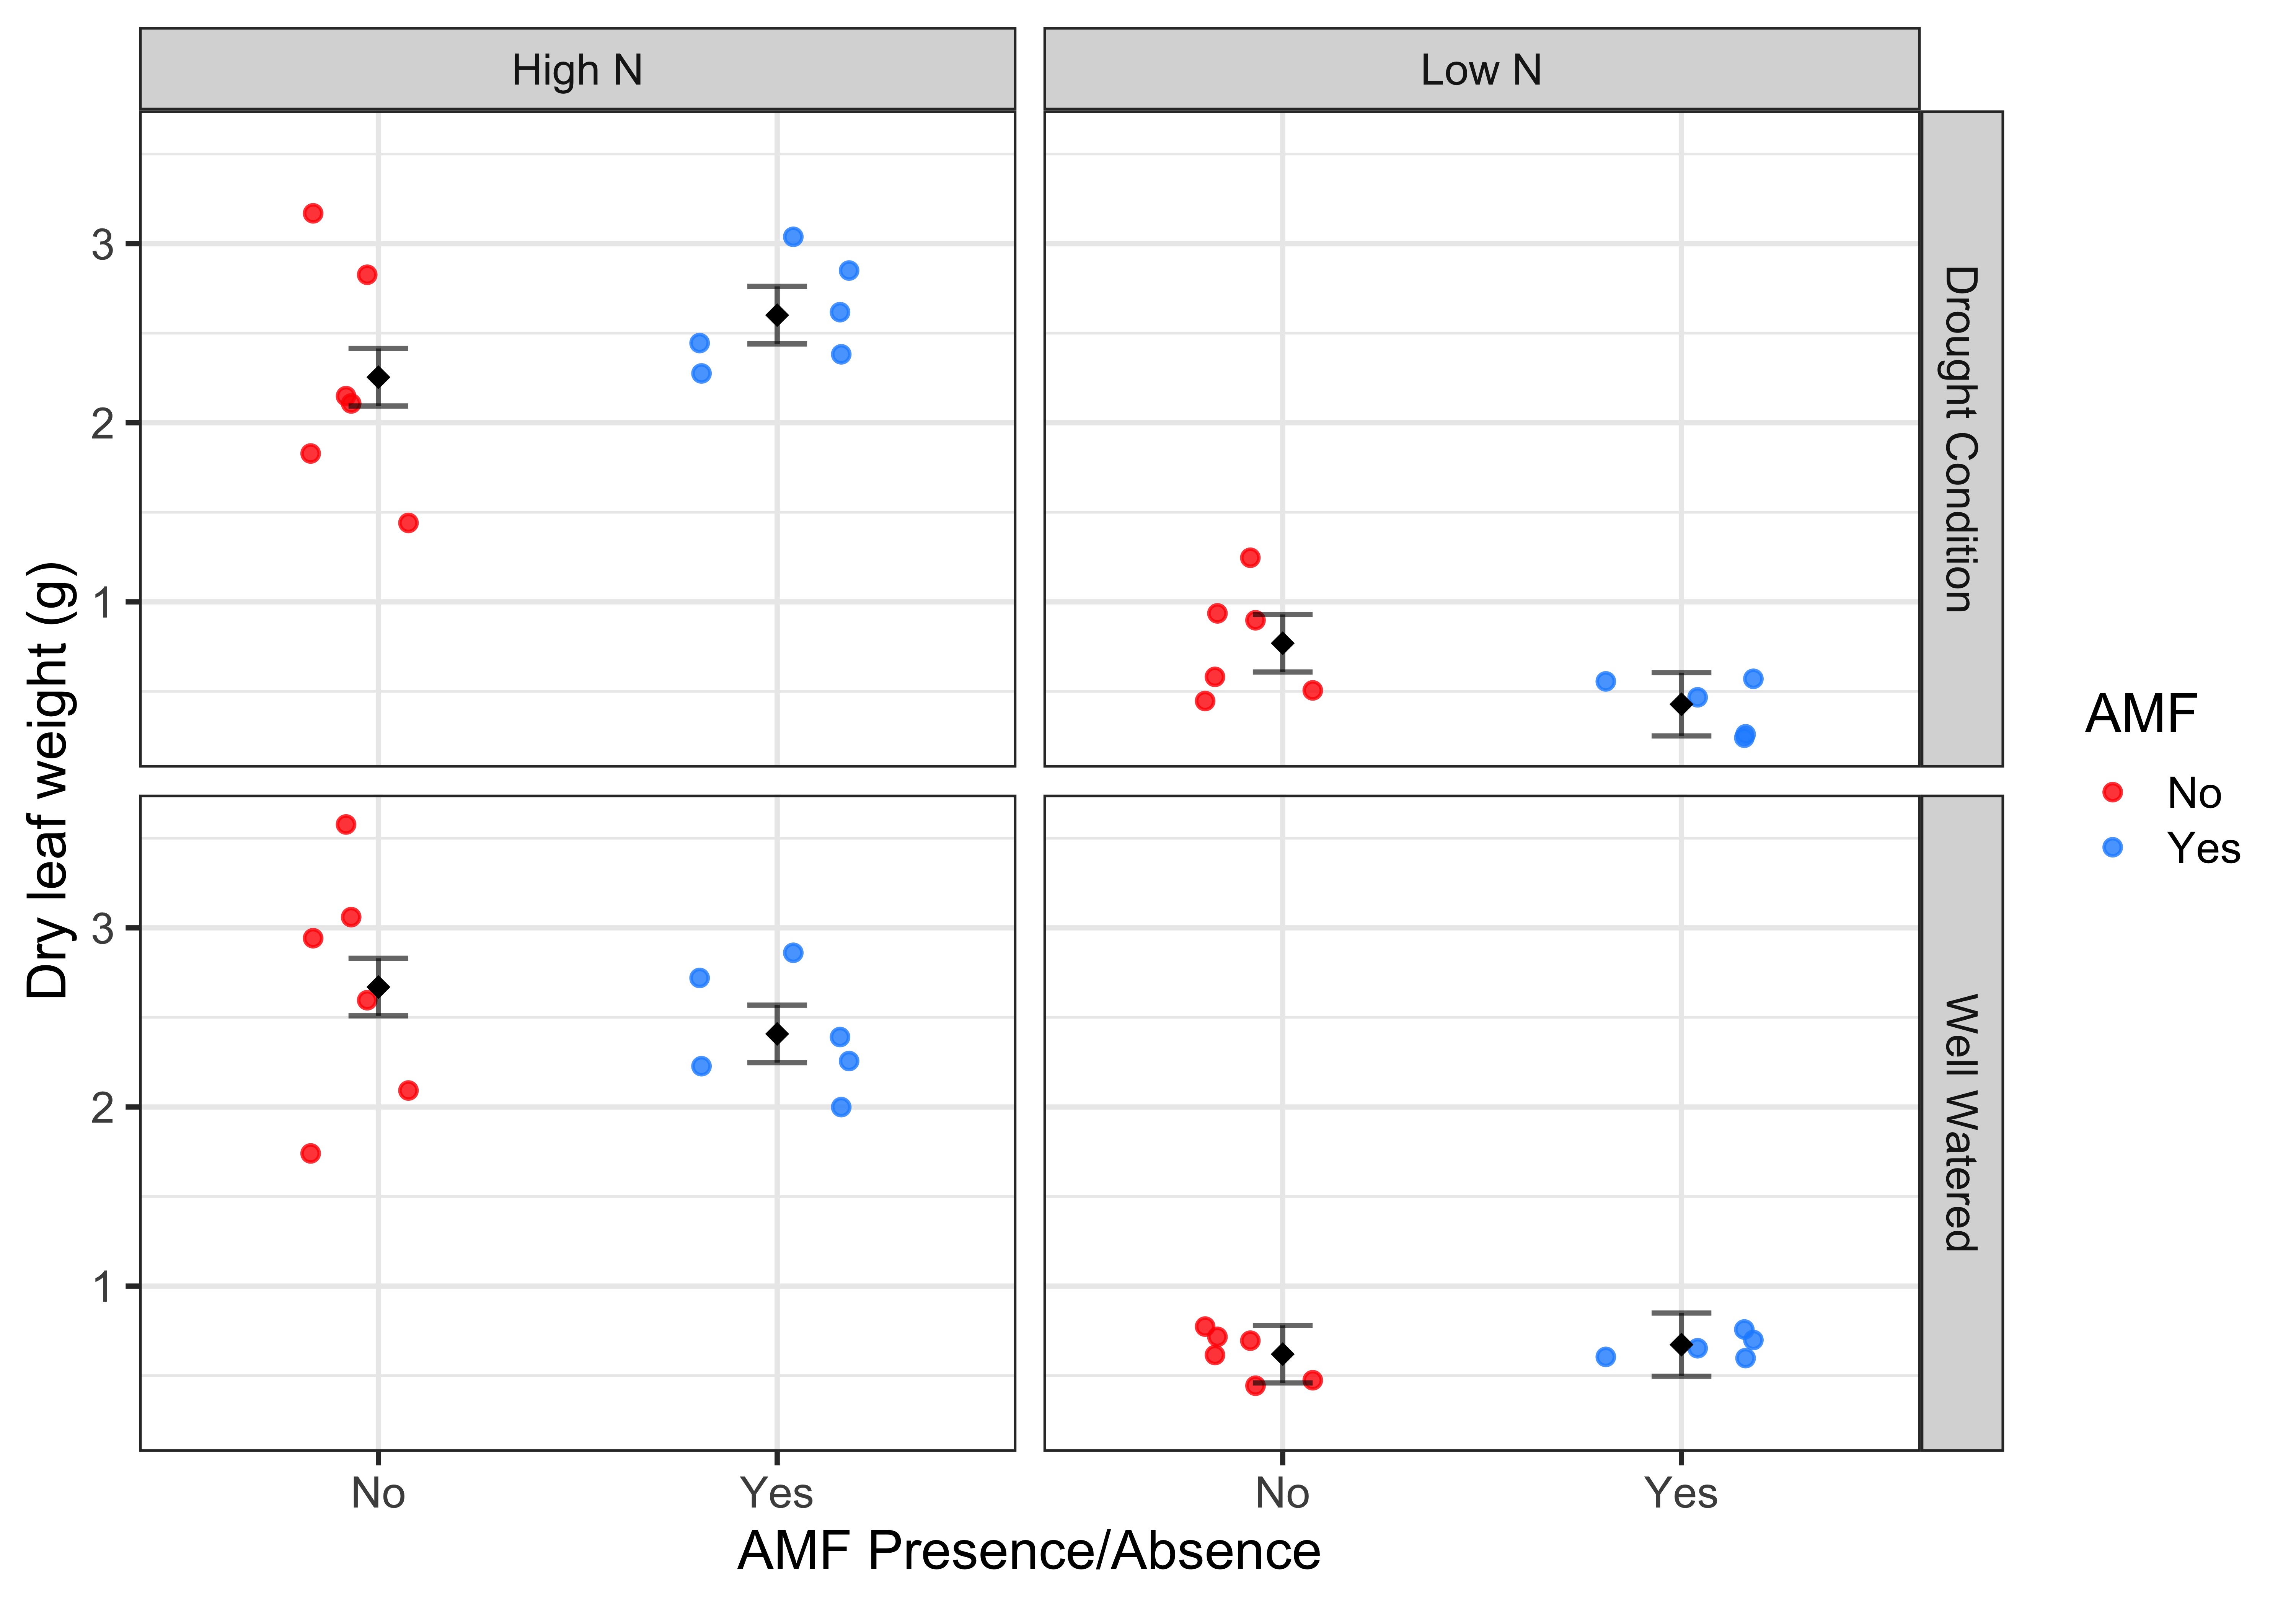 High N
Low N
Drought Condition
3
2
1
Well Watered
3
2
1
Dry leaf weight (g)
No
Yes
No
Yes
AMF Presence/Absence
AMF
No
Yes